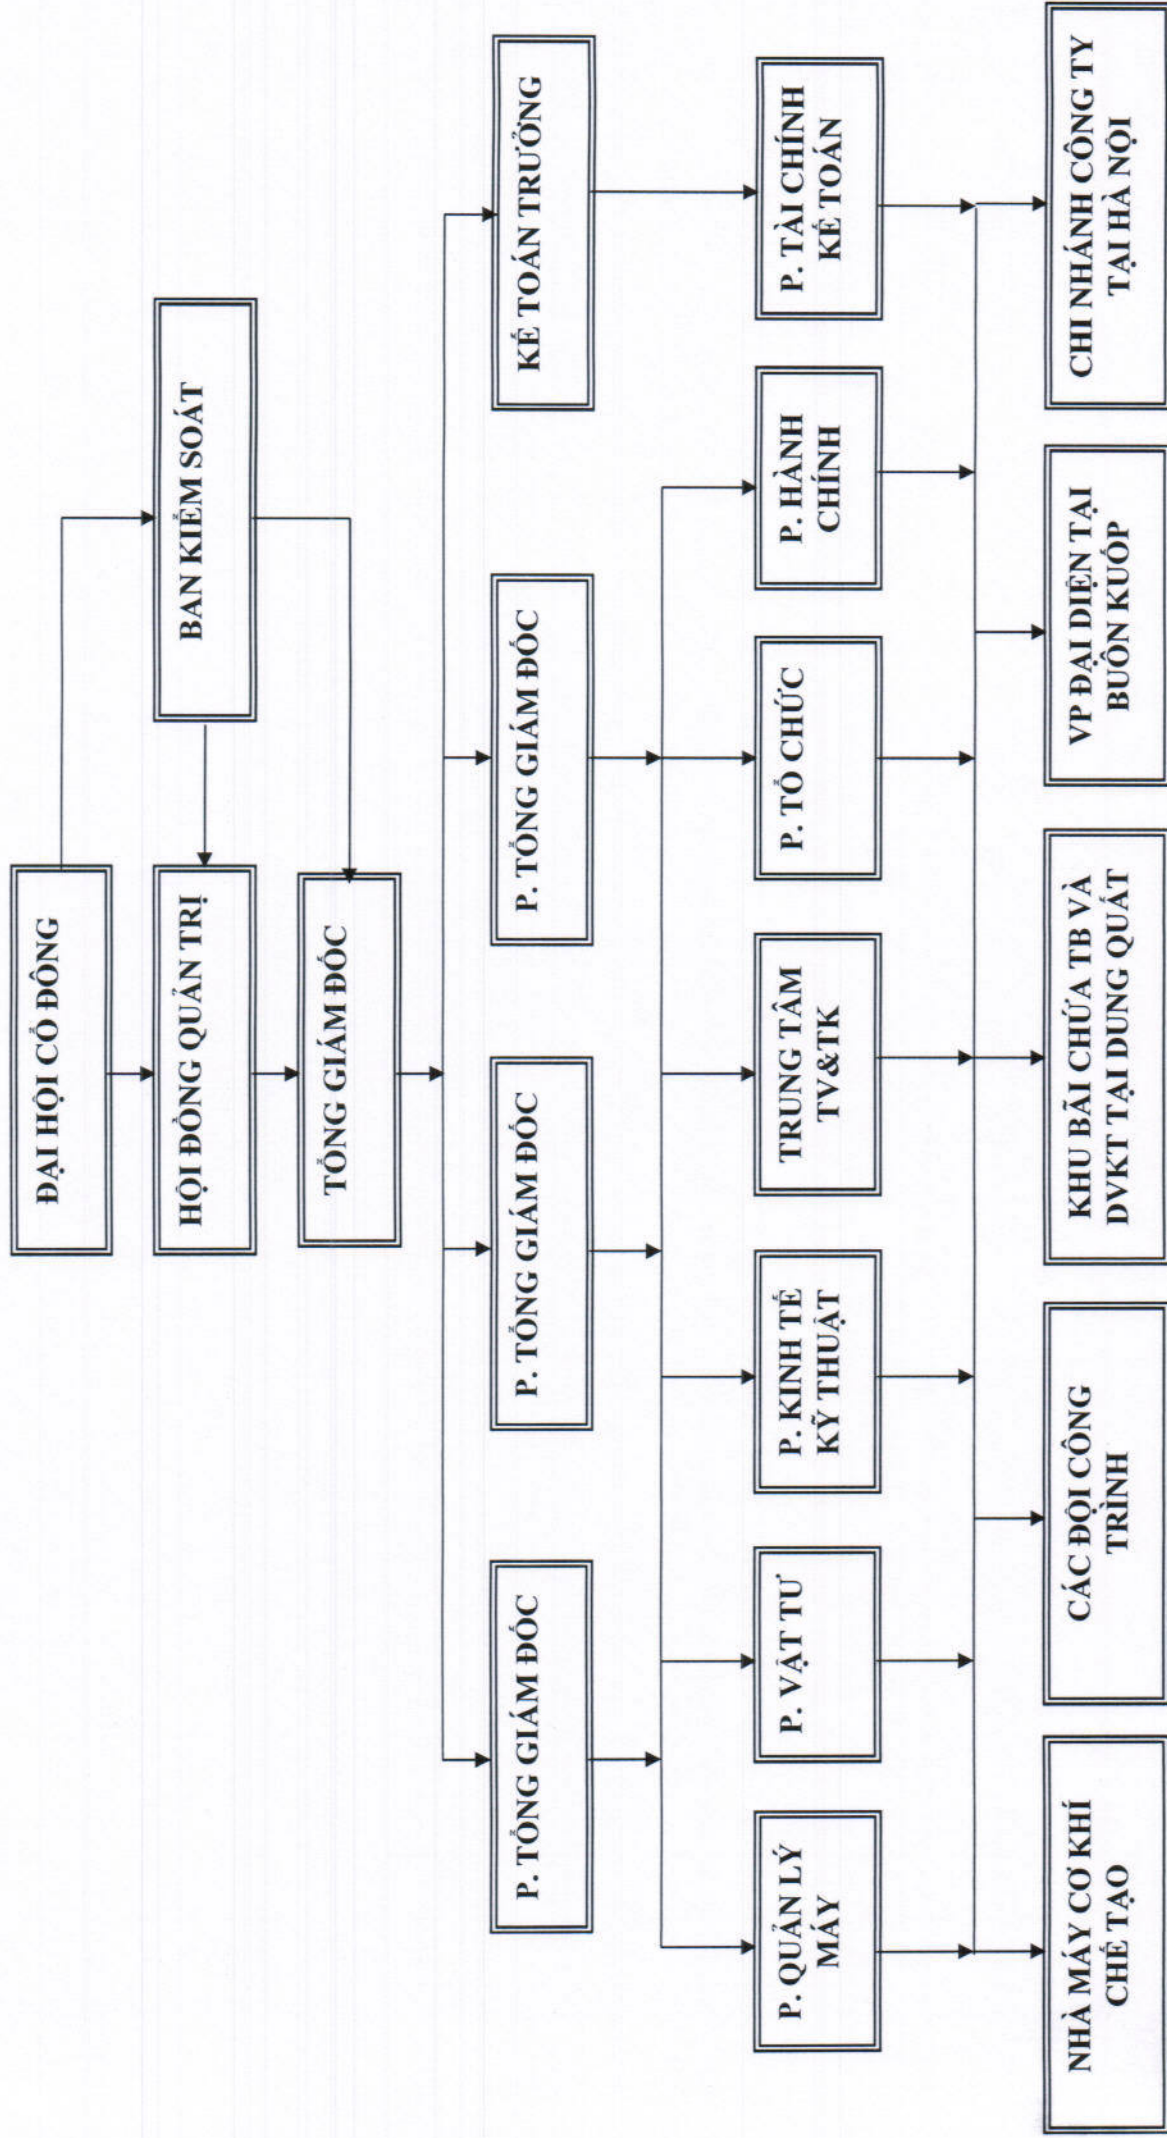 ĐẠI HỘI CỔ ĐÔNG
BAN KIỂM SOÁT
HỘI ĐỒNG QUẢN TRỊ
TỔNG GIÁM ĐỐC
P. TỔNG GIÁM ĐỐC
P. TỔNG GIÁM ĐỐC
P. TỔNG GIÁM ĐỐC
KẾ TOÁN TRƯỞNG
P. QUẢN LÝ
MÁY
P. VẬT TƯ
P. KINH TẾ
KỸ THUẬT
TRUNG TÂM
TV&TK
P. TỔ CHỨC
P. HÀNH
CHÍNH
P. TÀI CHÍNH
KẾ TOÁN
NHÀ MÁY CƠ KHÍ
CHẾ TẠO
CÁC ĐỘI CÔNG
TRÌNH
KHU BÃI CHỨA TB VÀ
DVKT TẠI DUNG QUẤT
VP ĐẠI DIỆN TẠI
BUÔN KUỐP
CHI NHÁNH CÔNG TY
TẠI HÀ NỘI